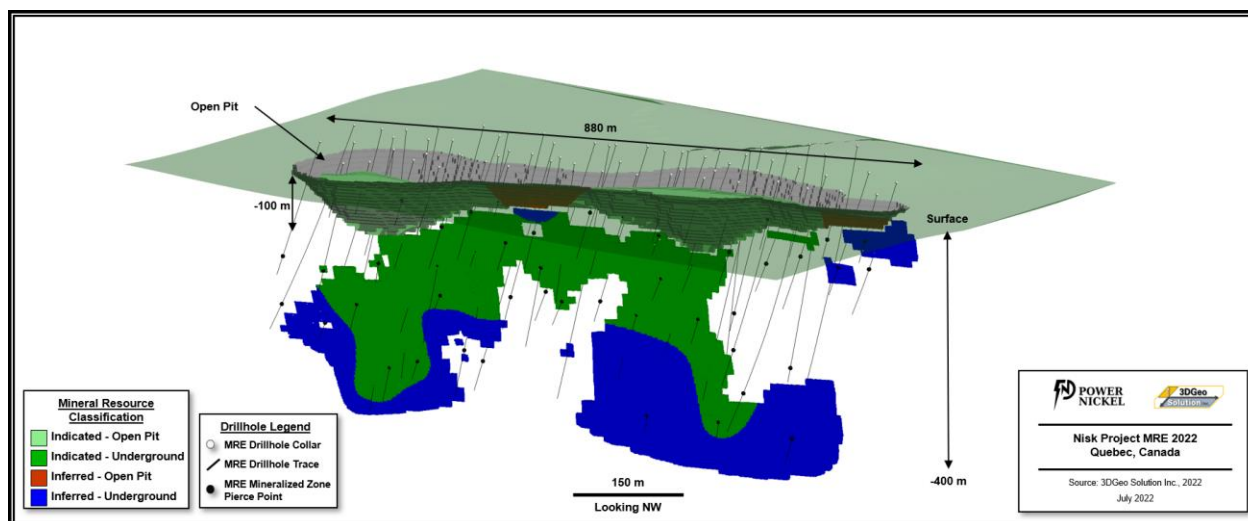 Open Pit
880 m
-100 m
Surface
-400 m
Mineral Resource
Classification
Indicated - Open Pit
Indicated - Underground
Inferred - Open Pit
Inferred - Underground
Drillhole Legend
MRE Drillhole Collar
MRE Drillhole Trace
MRE Mineralized Zone
Pierce Point
150 m
Looking NW
POWER
NICKEL
3DGeo
Solution Inc.
Nisk Project MRE 2022
Quebec, Canada
Source: 3DGeo Solution Inc., 2022
July 2022